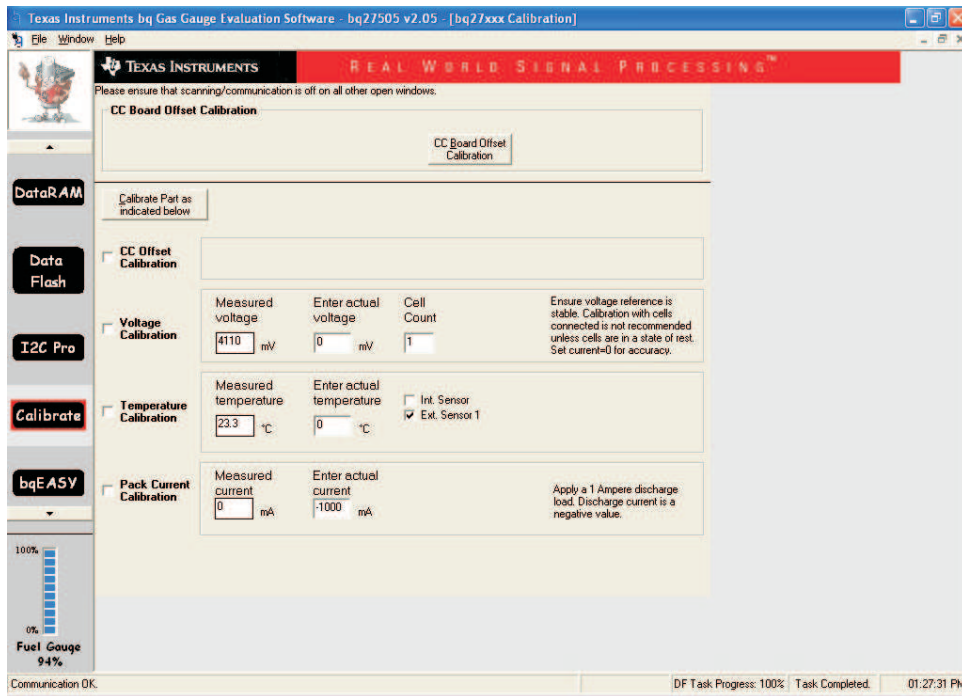 Texas Instruments bq Gas Gauge Evaluation Software - bq27505 v2.05 - [bq27xxx Calibration]
File Window Help
TEXAS INSTRUMENTS
REAL WORLD SIGNAL PROCESSING™
Please ensure that scanning/communication is off on all other open windows.
CC Board Offset Calibration
CC Board Offset
Calibration
DataRAM
Data
Flash
I2C Pro
Calibrate
bqEASY
Calibrate Part as
indicated below
CC Offset
Calibration
Voltage
Calibration
Measured
voltage
4110 mV
Enter actual
voltage
0 mV
Cell
Count
1
Ensure voltage reference is
stable. Calibration with cells
connected is not recommended
unless cells are in a state of rest.
Set current=0 for accuracy.
Temperature
Calibration
Measured
temperature
23.3 °C
Enter actual
temperature
0 °C
Int. Sensor
Ext. Sensor 1
Pack Current
Calibration
Measured
current
0 mA
Enter actual
current
-1000 mA
Apply a 1 Ampere discharge
load. Discharge current is a
negative value.
100%
0%
Fuel Gauge
94%
Communication OK.
DF Task Progress: 100% Task Completed. 01:27:31 PM